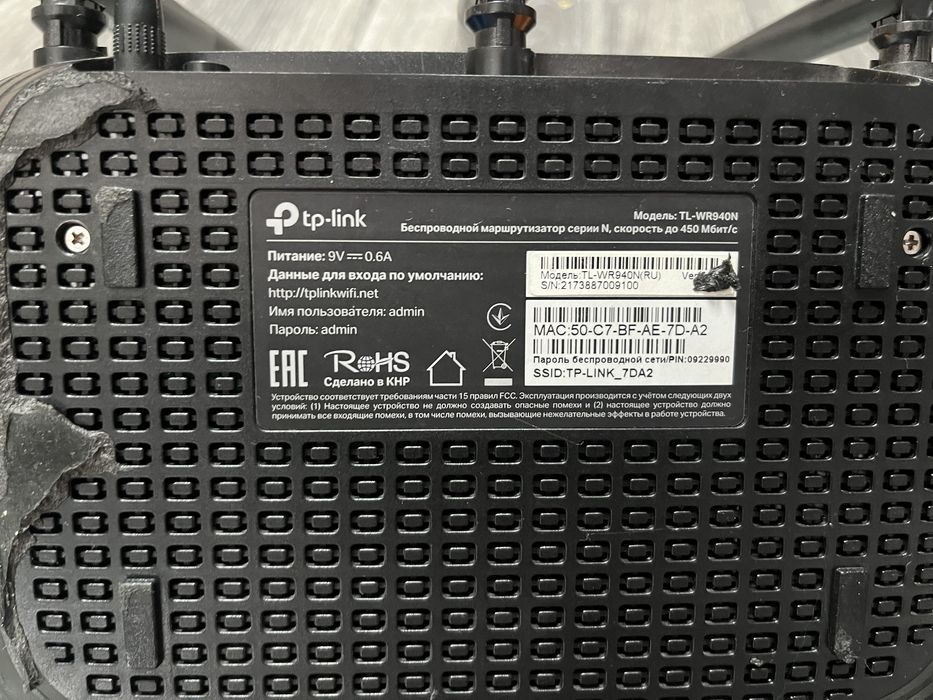 tp-link
Модель: TL-WR940N
Беспроводной маршрутизатор серии N, скорость до 450 Мбит/с
Питание: 9V⎓0.6A
Данные для входа по умолчанию:
http://tplinkwifi.net
Имя пользователя: admin
Пароль: admin
Модель:TL-WR940N(RU)
S/N:2173887009100
MAC:50-C7-BF-AE-7D-A2
Пароль беспроводной сети/PIN:09229990
SSID:TP-LINK_7DA2
EAC
RoHS
Сделано в КНР
Устройство соответствует требованиям части 15 правил FCC. Эксплуатация производится с учётом следующих двух
условий: (1) Настоящее устройство не должно создавать опасные помехи и (2) настоящее устройство должно
принимать все входящие помехи, в том числе помехи, вызывающие нежелательные эффекты в работе устройства.